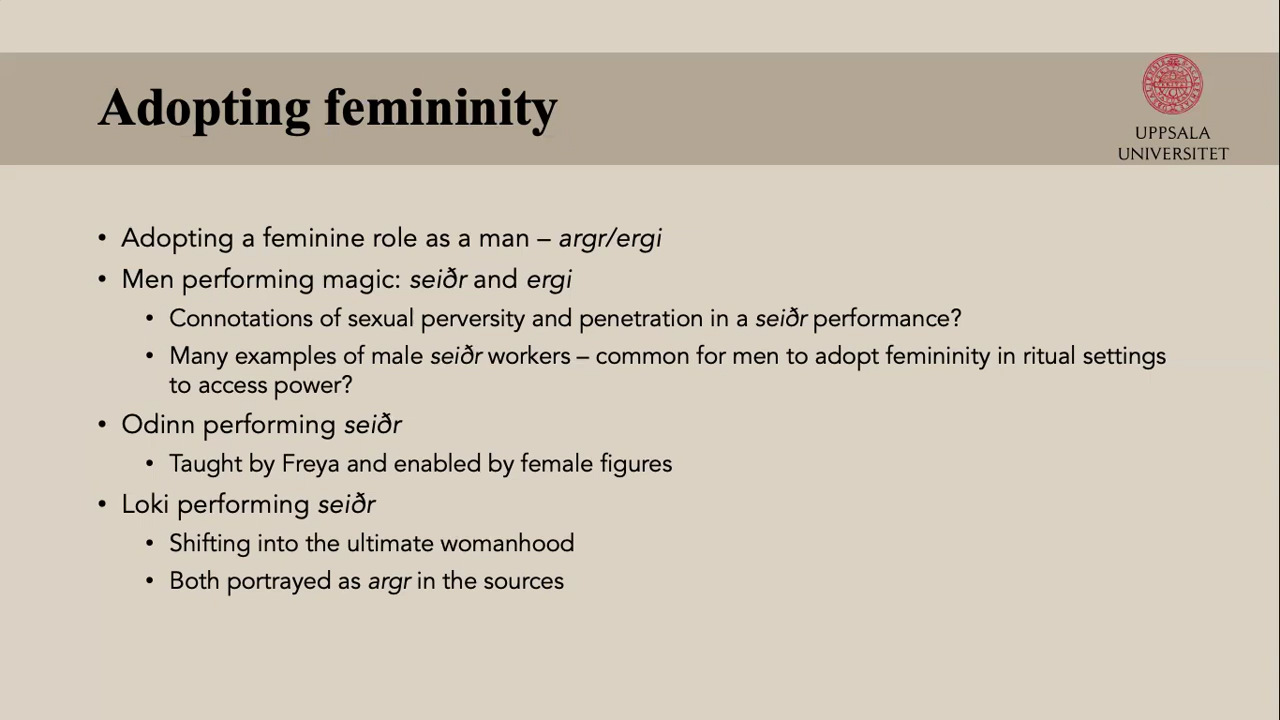 Adopting femininity
UPPSALA
UNIVERSITET
• Adopting a feminine role as a man – argr/ergi
• Men performing magic: seiðr and ergi
• Connotations of sexual perversity and penetration in a seiðr performance?
• Many examples of male seiðr workers – common for men to adopt femininity in ritual settings
to access power?
• Odinn performing seiðr
• Taught by Freya and enabled by female figures
• Loki performing seiðr
• Shifting into the ultimate womanhood
• Both portrayed as argr in the sources